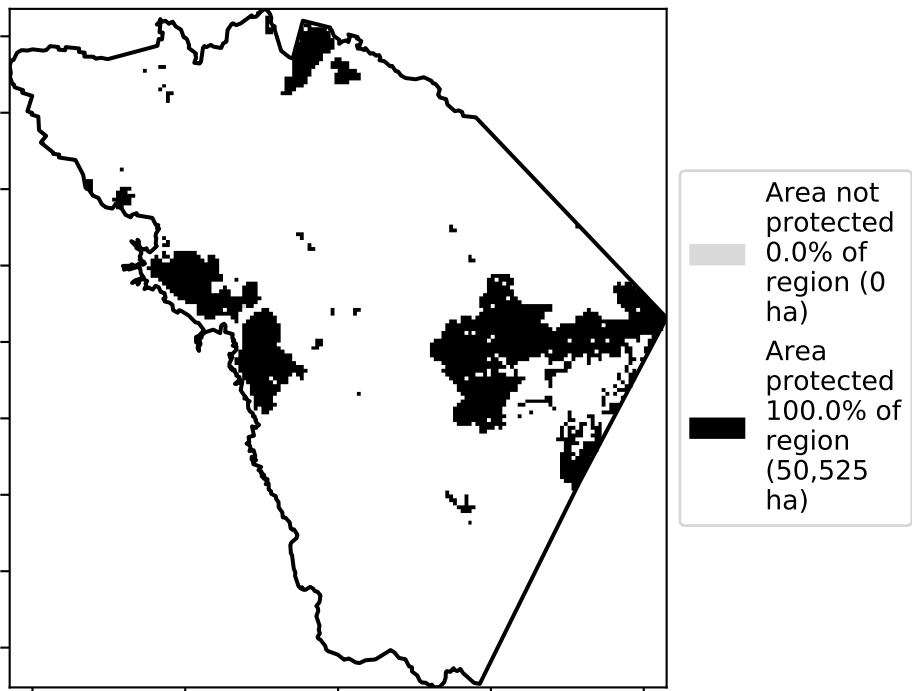 Area not
protected
0.0% of
region (0
ha)
Area
protected
100.0% of
region
(50,525
ha)